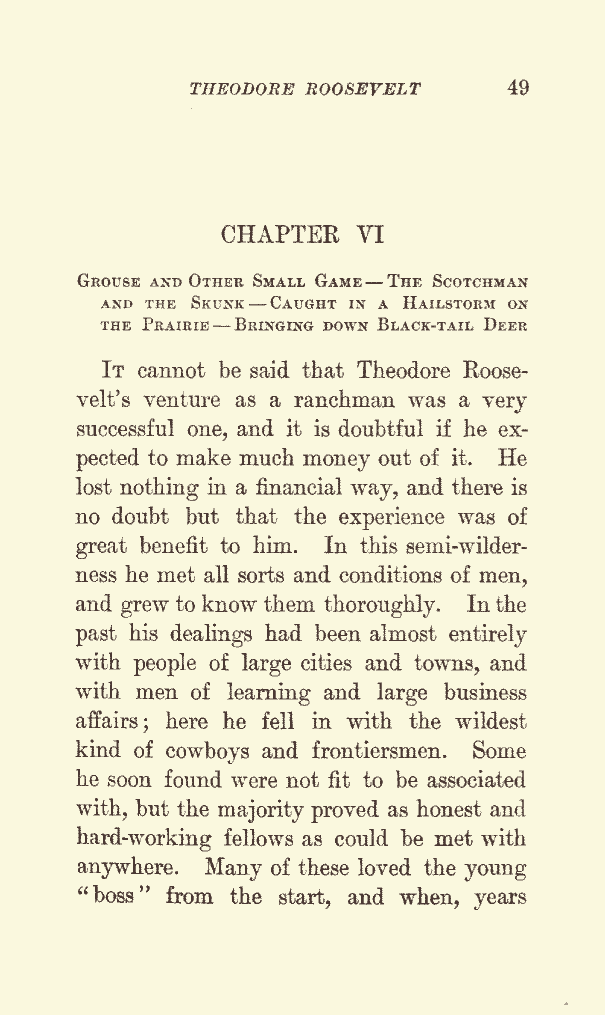 THEODORE ROOSEVELT 49
CHAPTER VI
GROUSE AND OTHER SMALL GAME — THE SCOTCHMAN
AND THE SKUNK — CAUGHT IN A HAILSTORM ON
THE PRAIRIE — BRINGING DOWN BLACK-TAIL DEER
IT cannot be said that Theodore Roose-
velt's venture as a ranchman was a very
successful one, and it is doubtful if he ex-
pected to make much money out of it. He
lost nothing in a financial way, and there is
no doubt but that the experience was of
great benefit to him. In this semi-wilder-
ness he met all sorts and conditions of men,
and grew to know them thoroughly. In the
past his dealings had been almost entirely
with people of large cities and towns, and
with men of learning and large business
affairs; here he fell in with the wildest
kind of cowboys and frontiersmen. Some
he soon found were not fit to be associated
with, but the majority proved as honest and
hard-working fellows as could be met with
anywhere. Many of these loved the young
"boss" from the start, and when, years